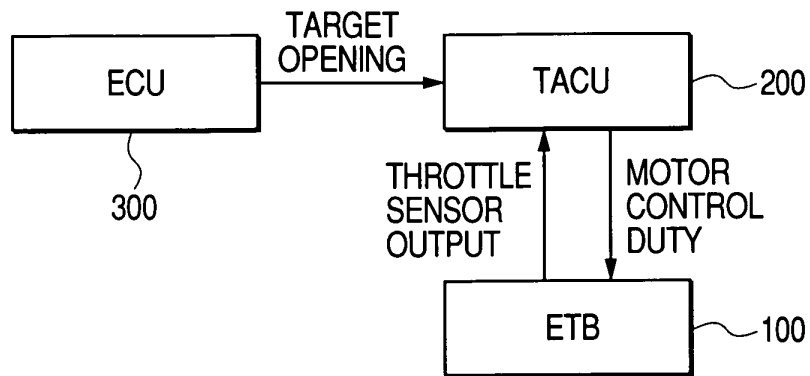 TARGET
OPENING
ECU
TACU
200
300
THROTTLE
SENSOR
OUTPUT
MOTOR
CONTROL
DUTY
ETB
100